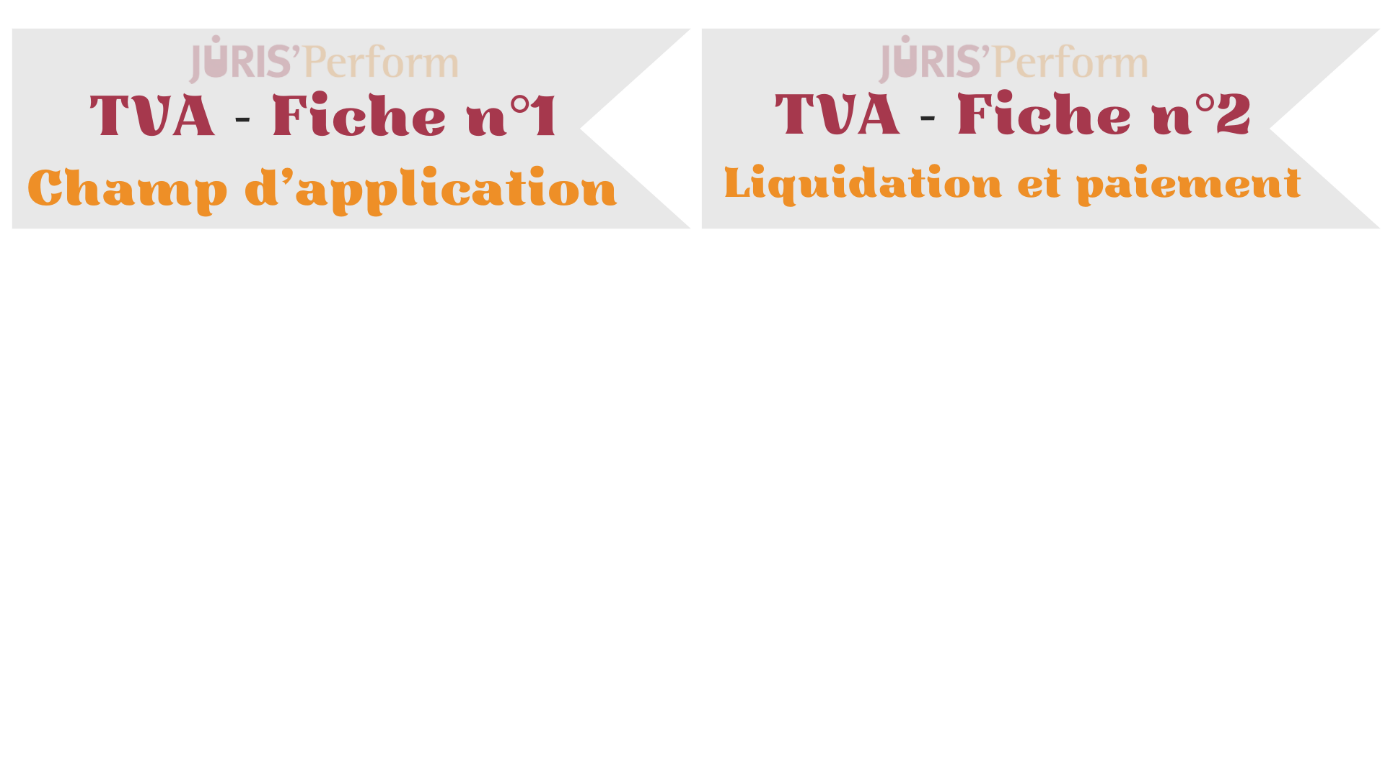 JURIS'Perform
TVA - Fiche n°1
Champ d'application
JURIS'Perform
TVA - Fiche n°2
Liquidation et paiement